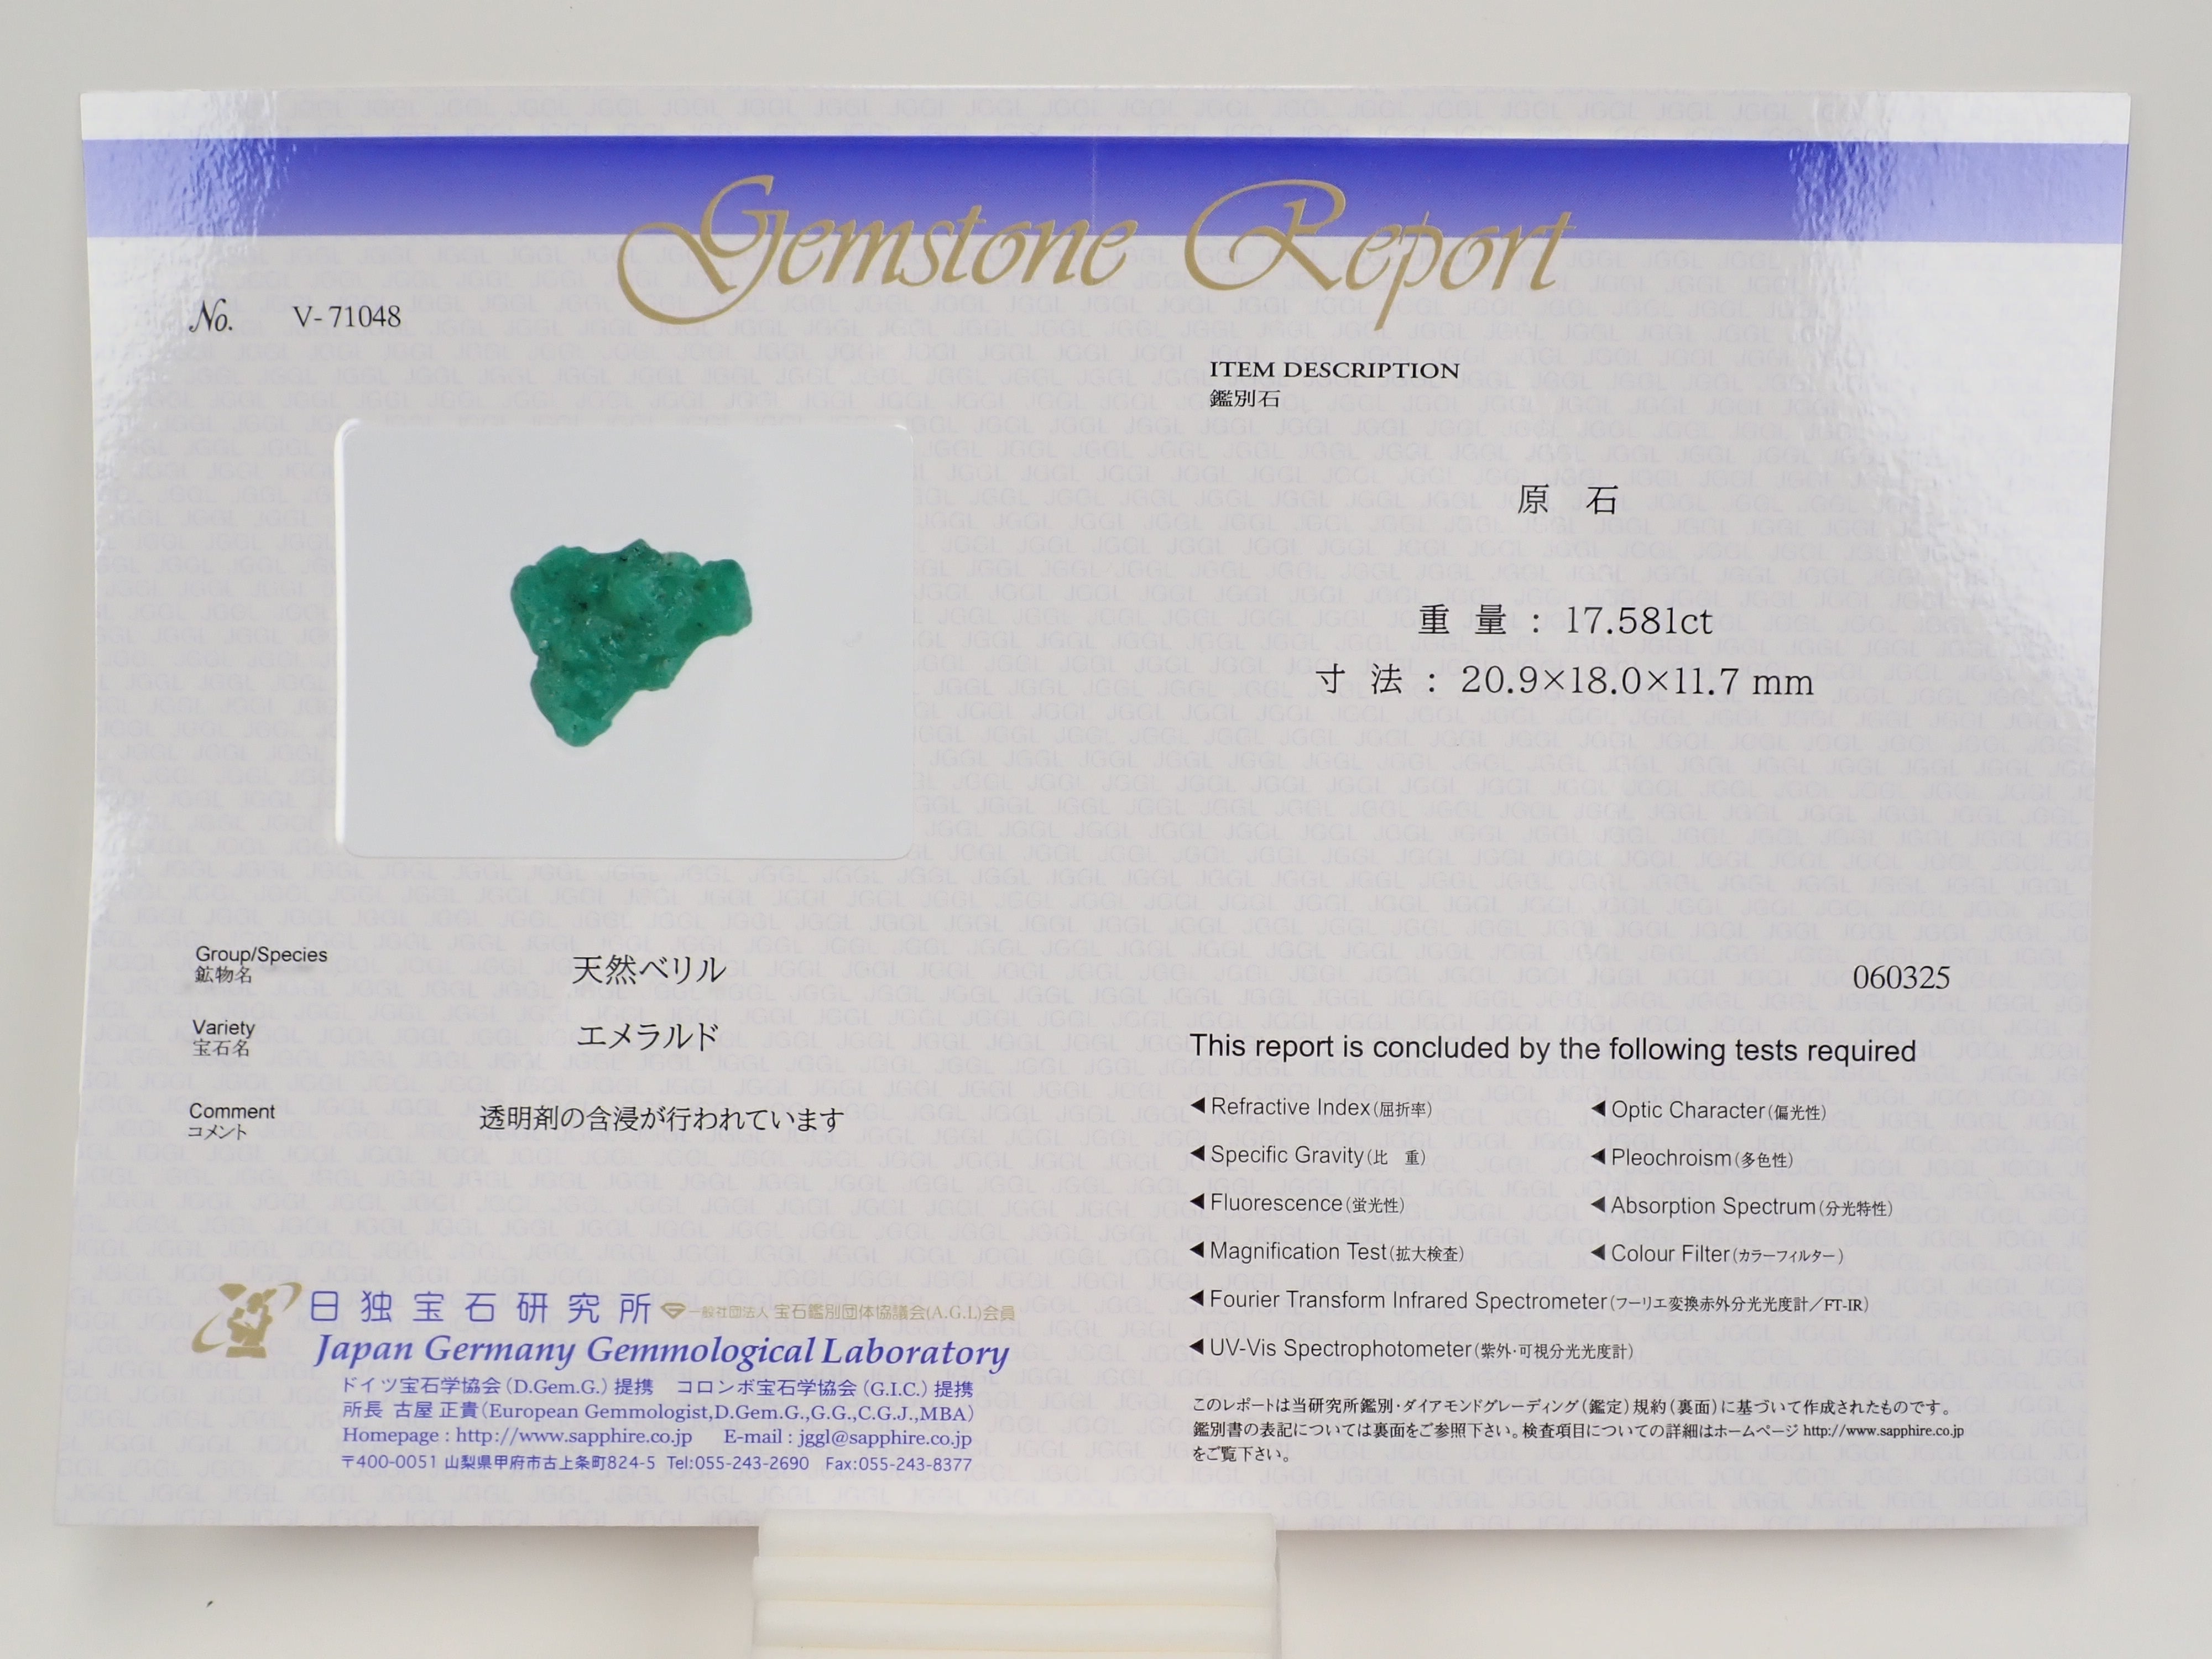 Gemstone Report
No. V-71048
ITEM DESCRIPTION
鑑別石
原 石
重 量 : 17.581ct
寸 法 : 20.9×18.0×11.7 mm
Group/Species
鉱物名
天然ベリル
Variety
宝石名
エメラルド
Comment
コメント
透明剤の含浸が行われています
060325
This report is concluded by the following tests required
◀Refractive Index(屈折率)
◀Optic Character(偏光性)
◀Specific Gravity(比 重)
◀Pleochroism(多色性)
◀Fluorescence(蛍光性)
◀Absorption Spectrum(分光特性)
◀Magnification Test(拡大検査)
◀Colour Filter(カラーフィルター)
◀Fourier Transform Infrared Spectrometer(フーリエ変換赤外分光光度計/FT-IR)
◀UV-Vis Spectrophotometer(紫外·可視分光光度計)
このレポートは当研究所鑑別·ダイアモンドグレーディング(鑑定)規約(裏面)に基づいて作成されたものです。
鑑別書の表記については裏面をご参照下さい。検査項目についての詳細はホームページ http://www.sapphire.co.jp
をご覧下さい。
日独宝石研究所 一般社団法人 宝石鑑別団体協議会(A.G.L)会員
Japan Germany Gemmological Laboratory
ドイツ宝石学協会(D.Gem.G.)提携 コロンボ宝石学協会(G.I.C.)提携
所長 古屋 正貴(European Gemmologist,D.Gem.G.,G.G.,C.G.J.,MBA)
Homepage : http://www.sapphire.co.jp E-mail : jggl@sapphire.co.jp
〒400-0051 山梨県甲府市古上条町824-5 Tel:055-243-2690 Fax:055-243-8377